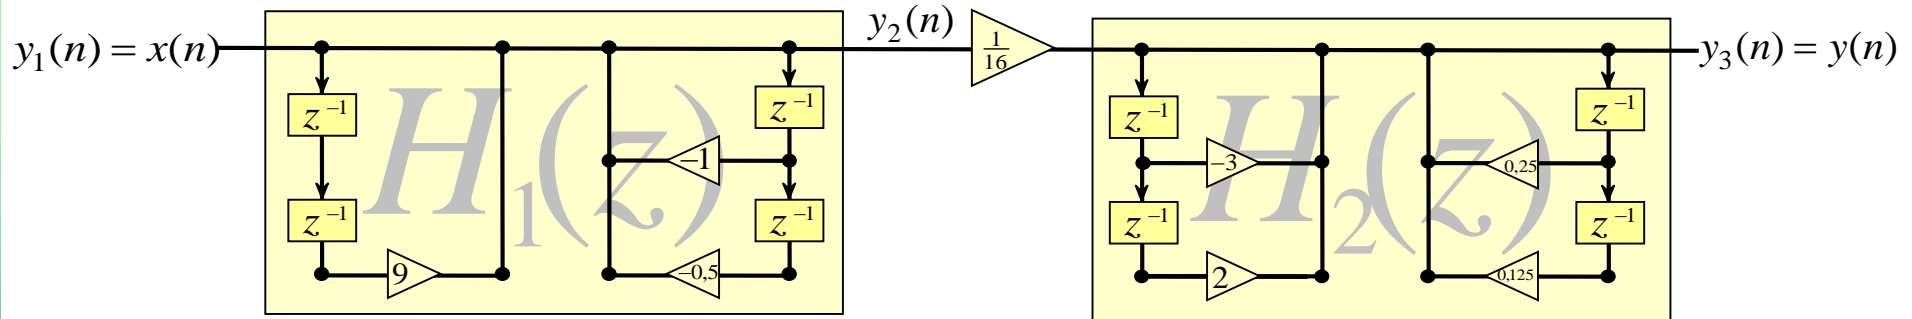 y₁(n) = x(n)
z⁻¹
z⁻¹
9
H₁(z)
z⁻¹
−1
z⁻¹
−0,5
y₂(n)
1/16
z⁻¹
−3
z⁻¹
2
H₂(z)
z⁻¹
0,25
z⁻¹
0,125
y₃(n) = y(n)